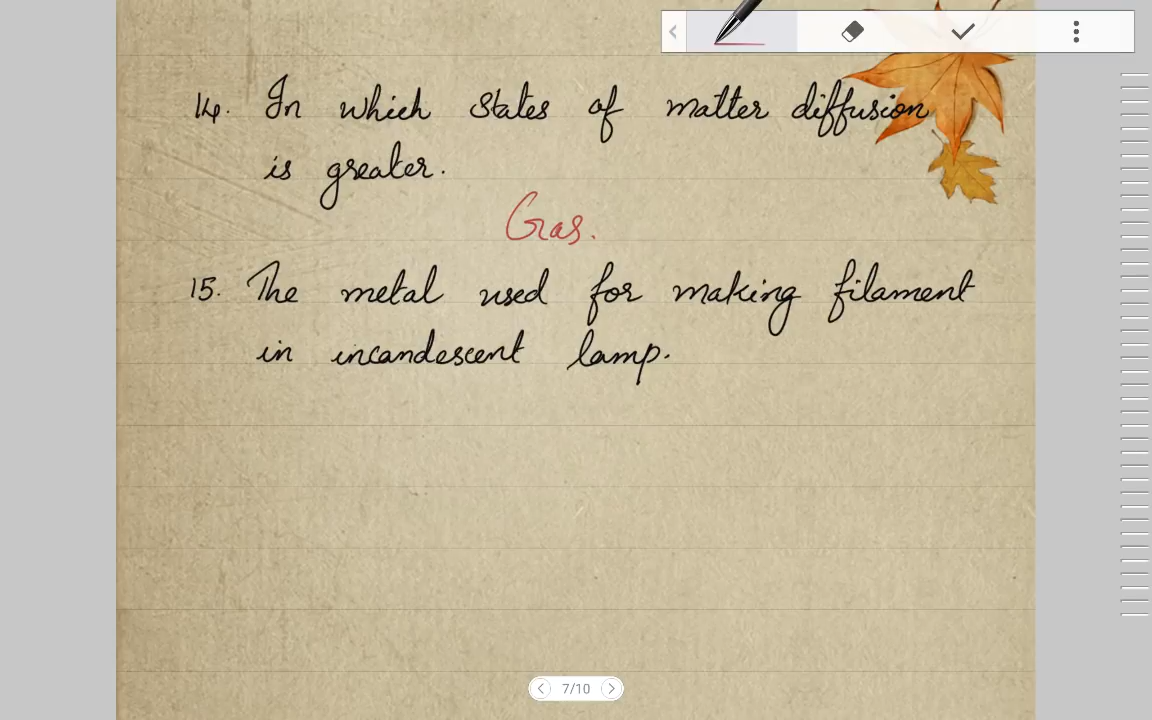 14. In which states of matter diffusion
is greater.
Gas.
15. The metal used for making filament
in incandescent lamp.
7/10